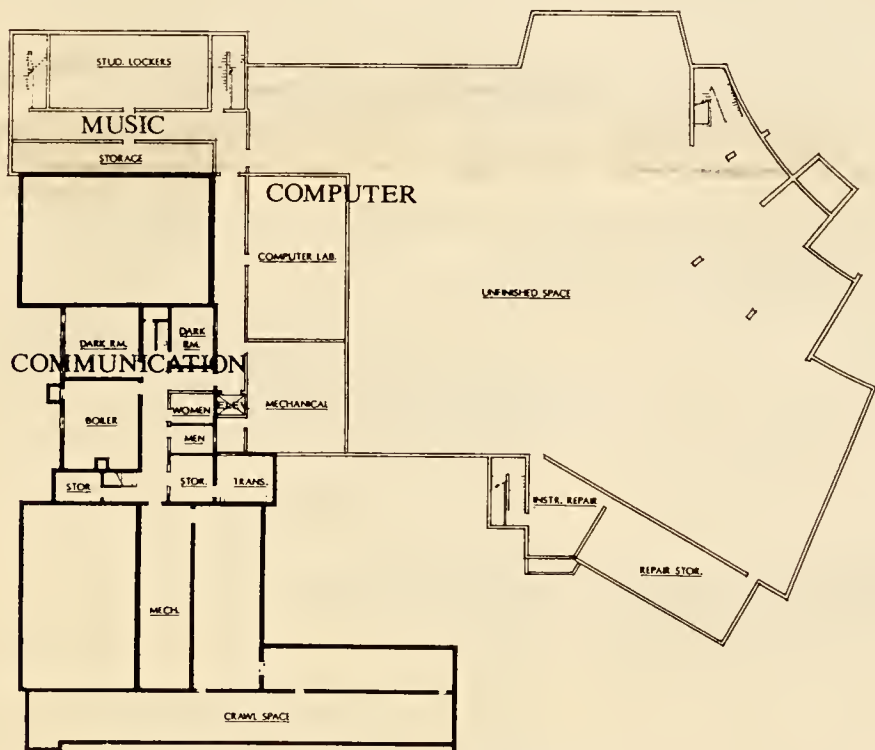 STUD. LOCKERS
MUSIC
STORAGE
COMPUTER
COMPUTER LAB.
UNFINISHED SPACE
DARK RM.
DARK
RM.
COMMUNICATION
WOMEN
ELEV.
MECHANICAL
BOILER
MEN
STOR.
STOR.
TRANS.
INSTR. REPAIR
REPAIR STOR.
MECH.
CRAWL SPACE